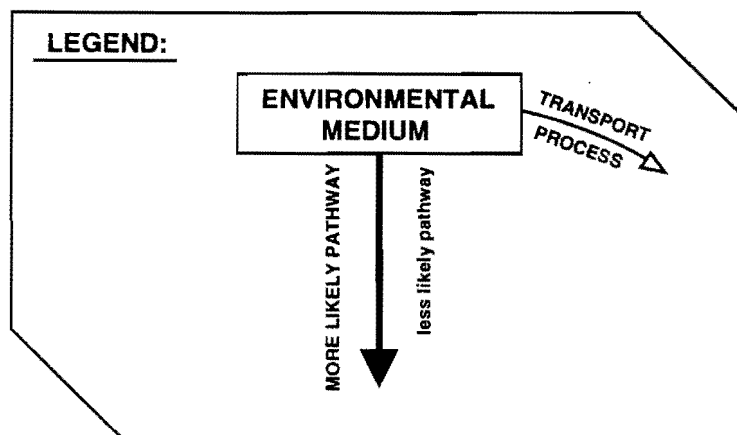 LEGEND:
ENVIRONMENTAL
MEDIUM
TRANSPORT
PROCESS
MORE LIKELY PATHWAY
less likely pathway